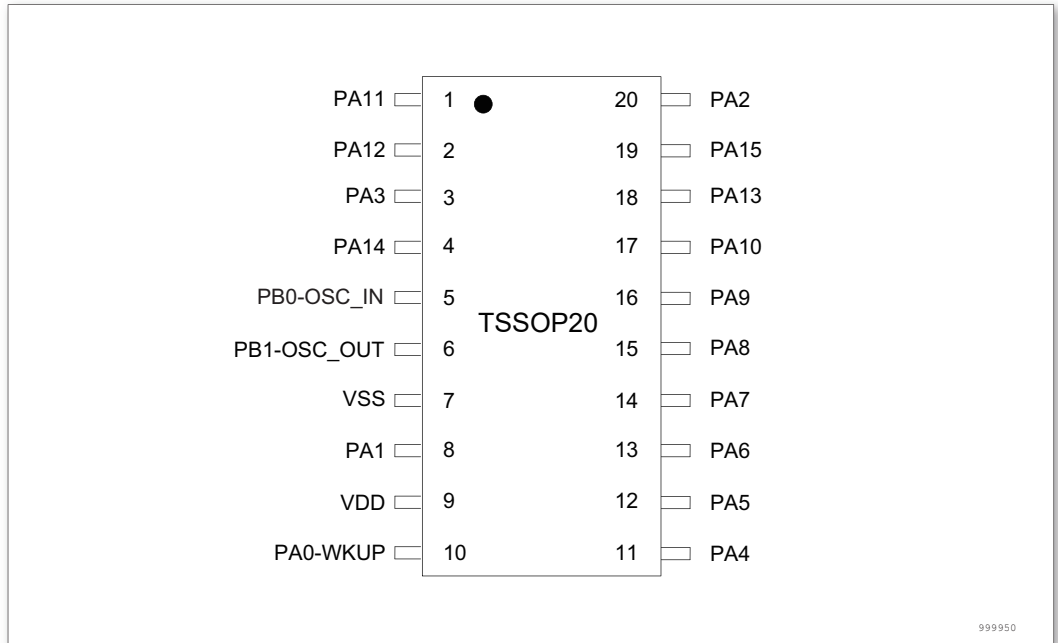 PA11 1 20 PA2
PA12 2 19 PA15
PA3 3 18 PA13
PA14 4 17 PA10
PB0-OSC_IN 5 16 PA9
TSSOP20
PB1-OSC_OUT 6 15 PA8
VSS 7 14 PA7
PA1 8 13 PA6
VDD 9 12 PA5
PA0-WKUP 10 11 PA4
999950